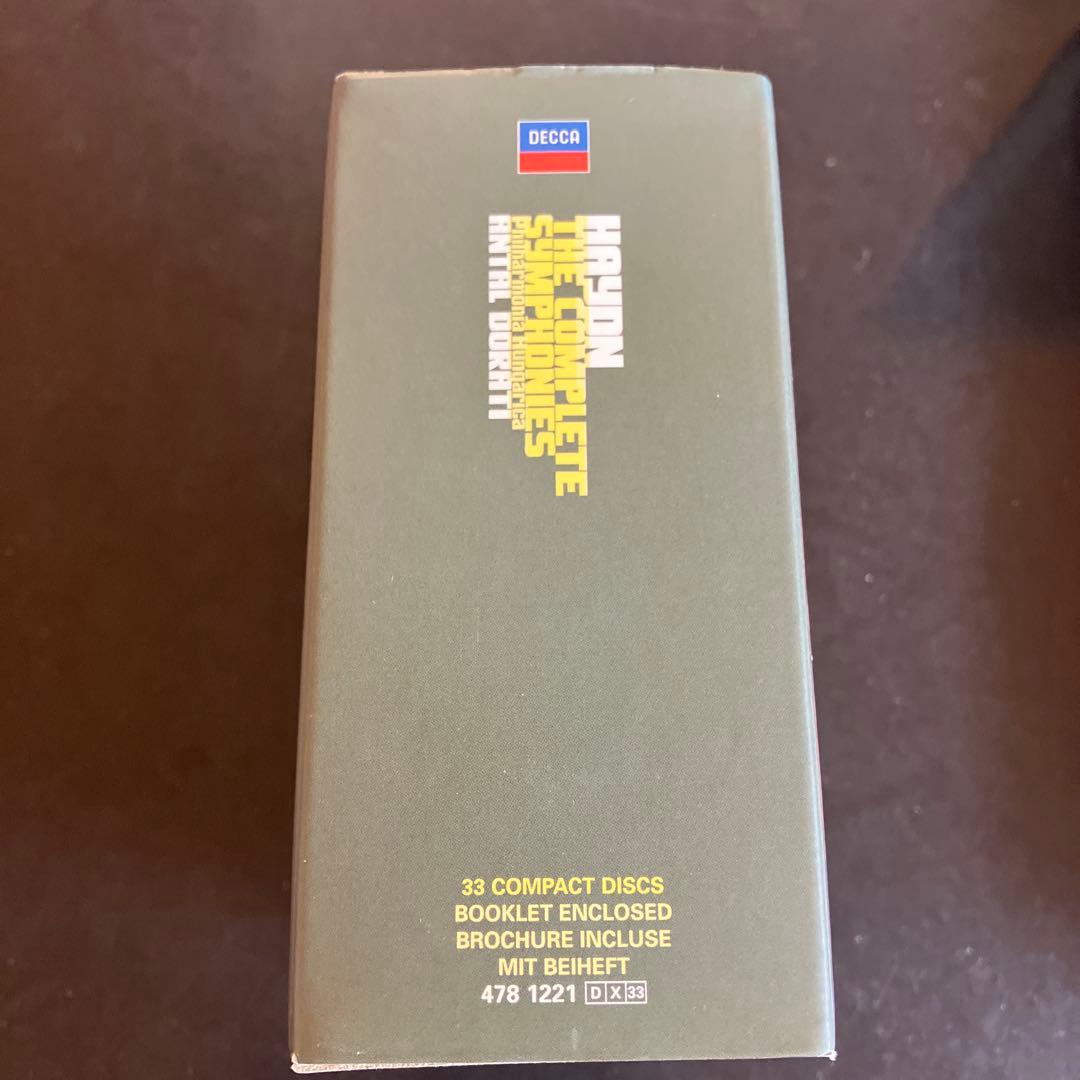 DECCA
HAYDN
THE COMPLETE
SYMPHONIES
Philharmonia Hungarica
ANTAL DORATI
33 COMPACT DISCS
BOOKLET ENCLOSED
BROCHURE INCLUSE
MIT BEIHEFT
478 1221 D X 33